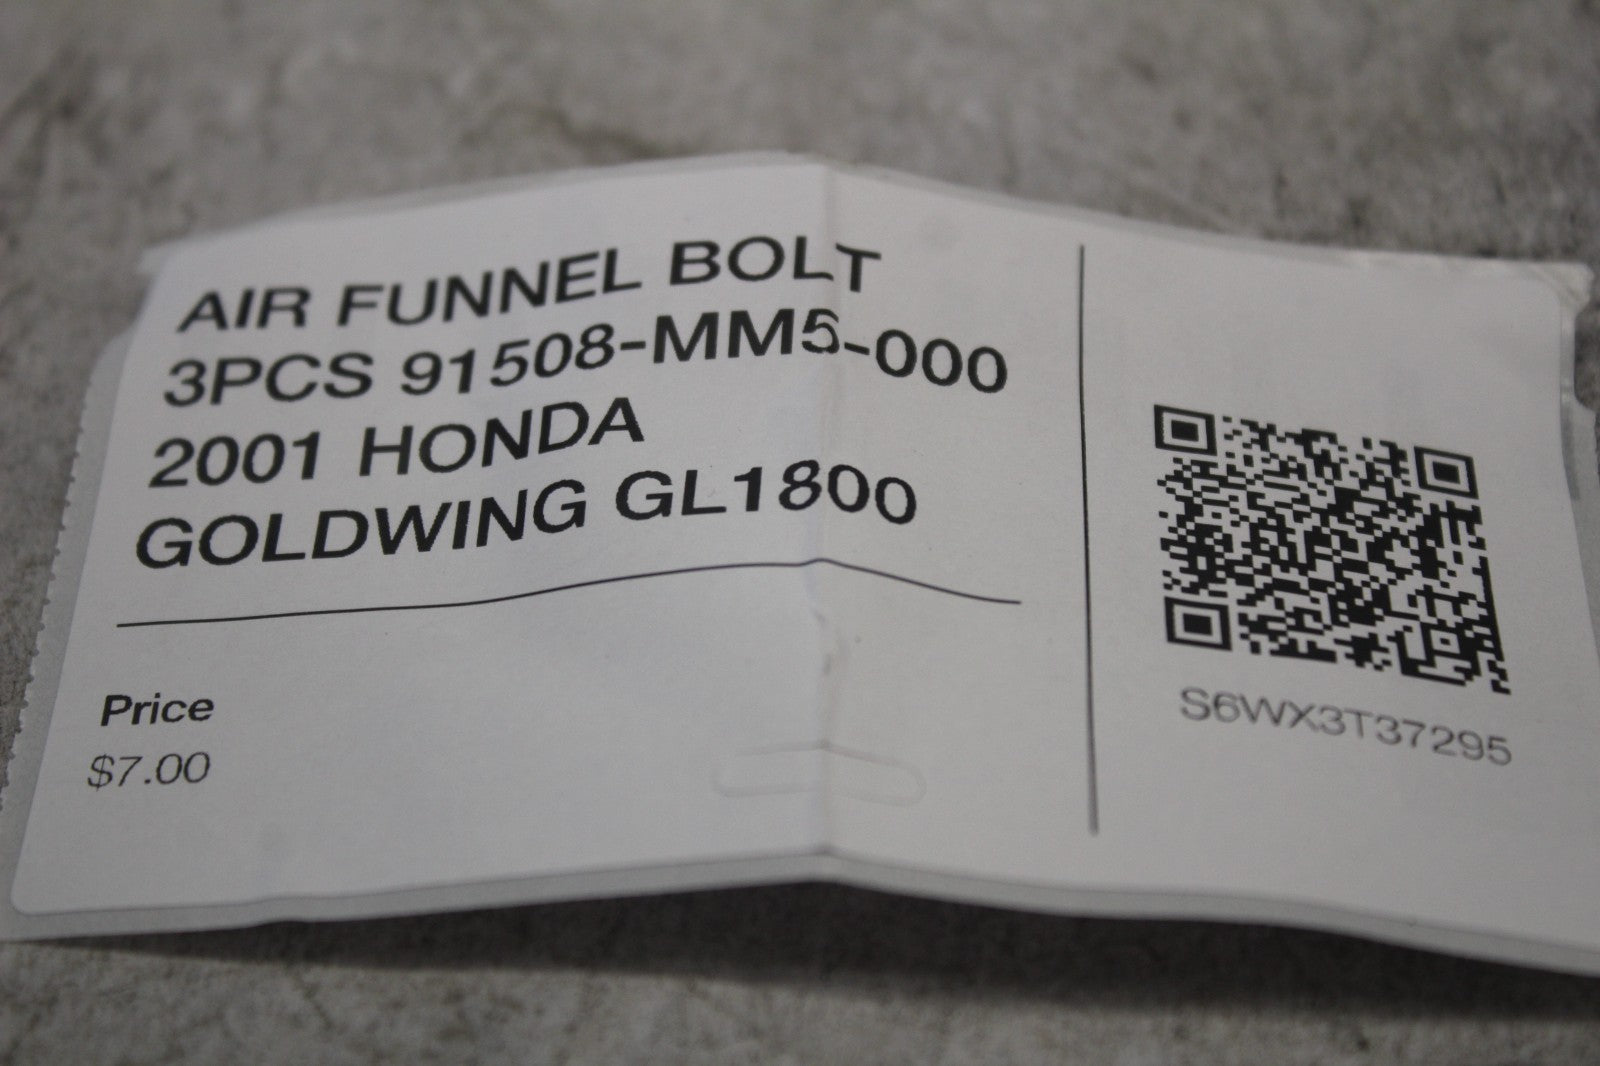 AIR FUNNEL BOLT
3PCS 91508-MM5-000
2001 HONDA
GOLDWING GL1800
Price
$7.00
S6WX3T37295